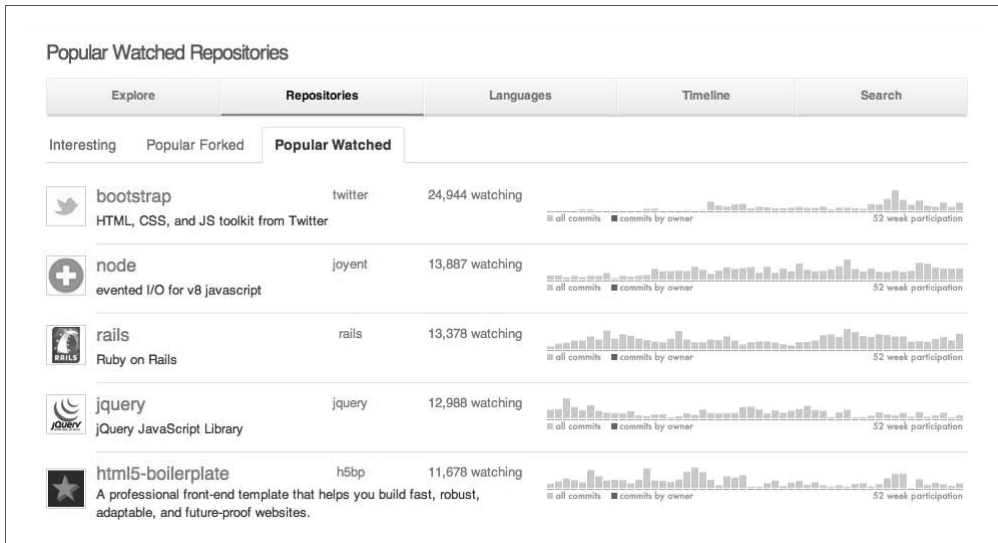 Popular Watched Repositories
Explore Repositories Languages Timeline Search
Interesting Popular Forked Popular Watched
bootstrap twitter 24,944 watching
HTML, CSS, and JS toolkit from Twitter
all commits commits by owner 52 week participation
node joyent 13,887 watching
evented I/O for v8 javascript
all commits commits by owner 52 week participation
rails rails 13,378 watching
RAILS
Ruby on Rails
all commits commits by owner 52 week participation
jquery jquery 12,988 watching
jQuery
jQuery JavaScript Library
all commits commits by owner 52 week participation
html5-boilerplate h5bp 11,678 watching
A professional front-end template that helps you build fast, robust,
adaptable, and future-proof websites.
all commits commits by owner 52 week participation